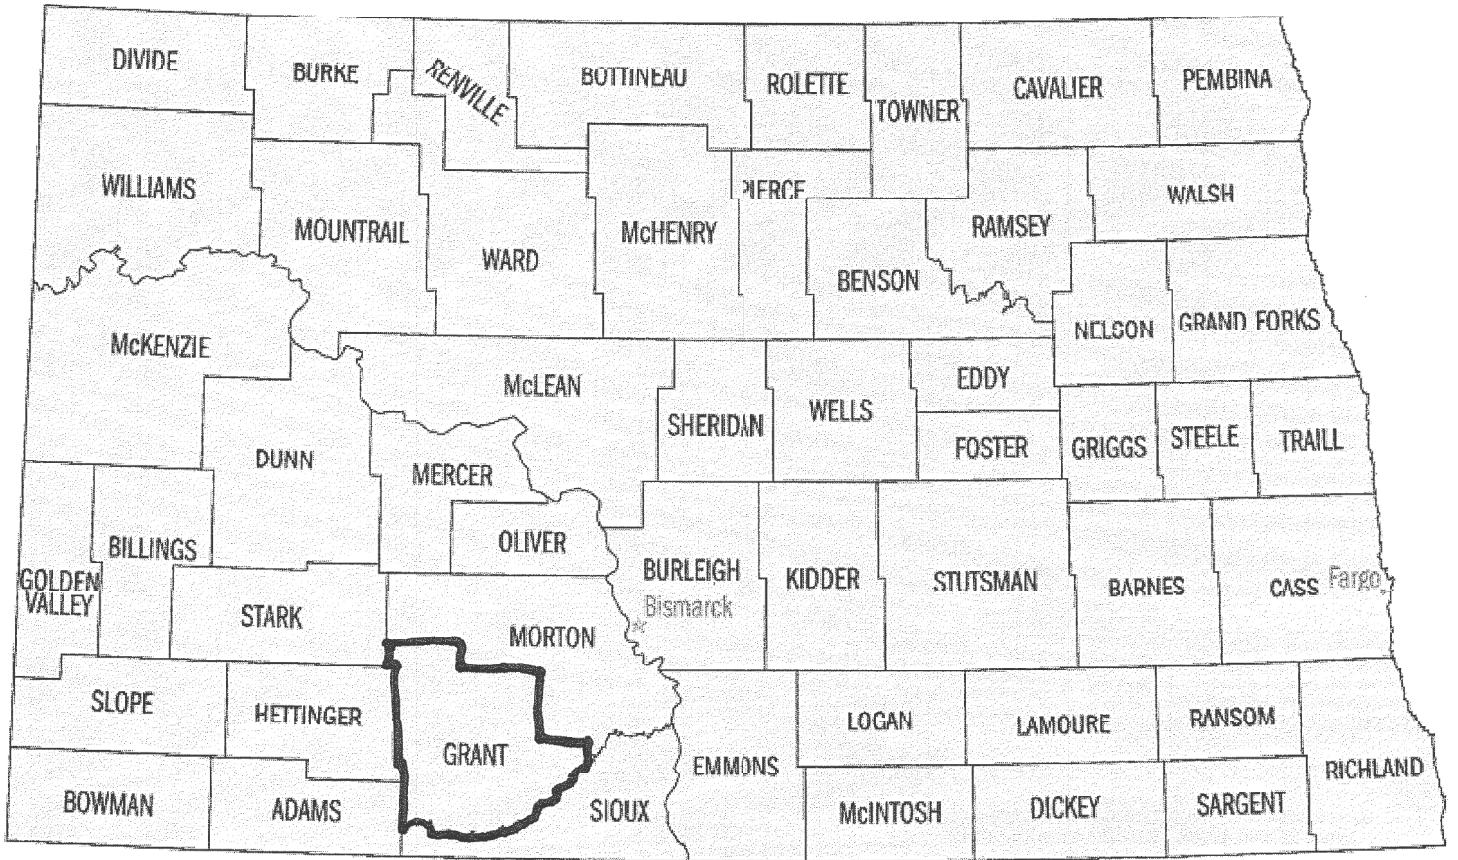 DIVIDE
BURKE
RENVILLE
BOTTINEAU
ROLETTE
TOWNER
CAVALIER
PEMBINA
WILLIAMS
MOUNTRAIL
WARD
McHENRY
PIERCE
BENSON
RAMSEY
WALSH
McKENZIE
McLEAN
SHERIDAN
WELLS
EDDY
FOSTER
NELSON
GRAND FORKS
GRIGGS
STEELE
TRAILL
DUNN
MERCER
OLIVER
GOLDEN
VALLEY
BILLINGS
STARK
MORTON
BURLEIGH
Bismarck
KIDDER
STUTSMAN
BARNES
CASS Fargo
SLOPE
HETTINGER
GRANT
SIOUX
EMMONS
LOGAN
LAMOURE
RANSOM
RICHLAND
BOWMAN
ADAMS
McINTOSH
DICKEY
SARGENT